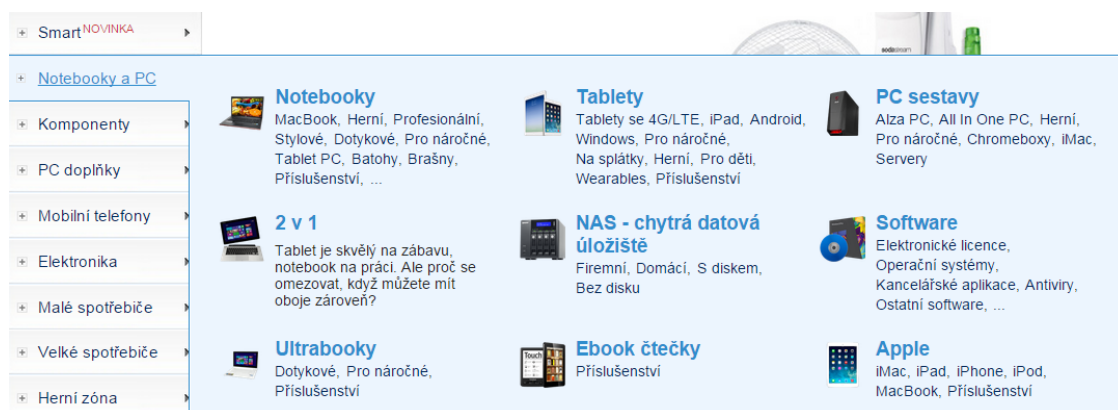 Smart NOVINKA
Notebooky a PC
Komponenty
PC doplňky
Mobilní telefony
Elektronika
Malé spotřebiče
Velké spotřebiče
Herní zóna
sodastream
Notebooky
MacBook, Herní, Profesionální,
Stylové, Dotykové, Pro náročné,
Tablet PC, Batohy, Brašny,
Příslušenství, ...
Tablety
Tablety se 4G/LTE, iPad, Android,
Windows, Pro náročné,
Na splátky, Herní, Pro děti,
Wearables, Příslušenství
PC sestavy
Alza PC, All In One PC, Herní,
Pro náročné, Chromeboxy, iMac,
Servery
2 v 1
Tablet je skvělý na zábavu,
notebook na práci. Ale proč se
omezovat, když můžete mít
oboje zároveň?
NAS - chytrá datová
úložiště
Firemní, Domácí, S diskem,
Bez disku
Software
Elektronické licence,
Operační systémy,
Kancelářské aplikace, Antiviry,
Ostatní software, ...
Ultrabooky
Dotykové, Pro náročné,
Příslušenství
Touch
Ebook čtečky
Příslušenství
Apple
iMac, iPad, iPhone, iPod,
MacBook, Příslušenství